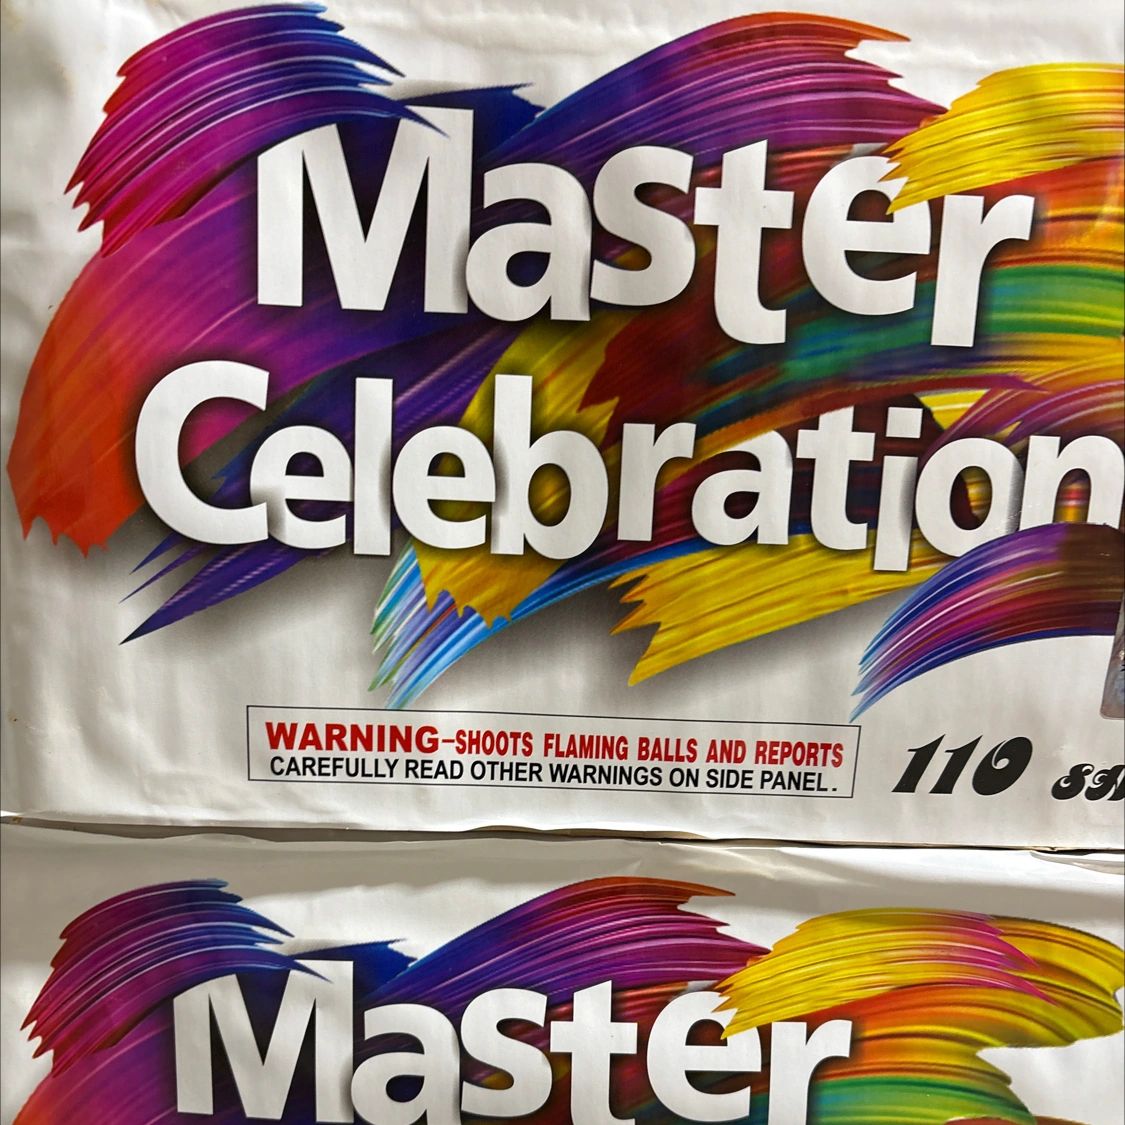 Master
Celebration
WARNING-SHOOTS FLAMING BALLS AND REPORTS
CAREFULLY READ OTHER WARNINGS ON SIDE PANEL.
110
Master